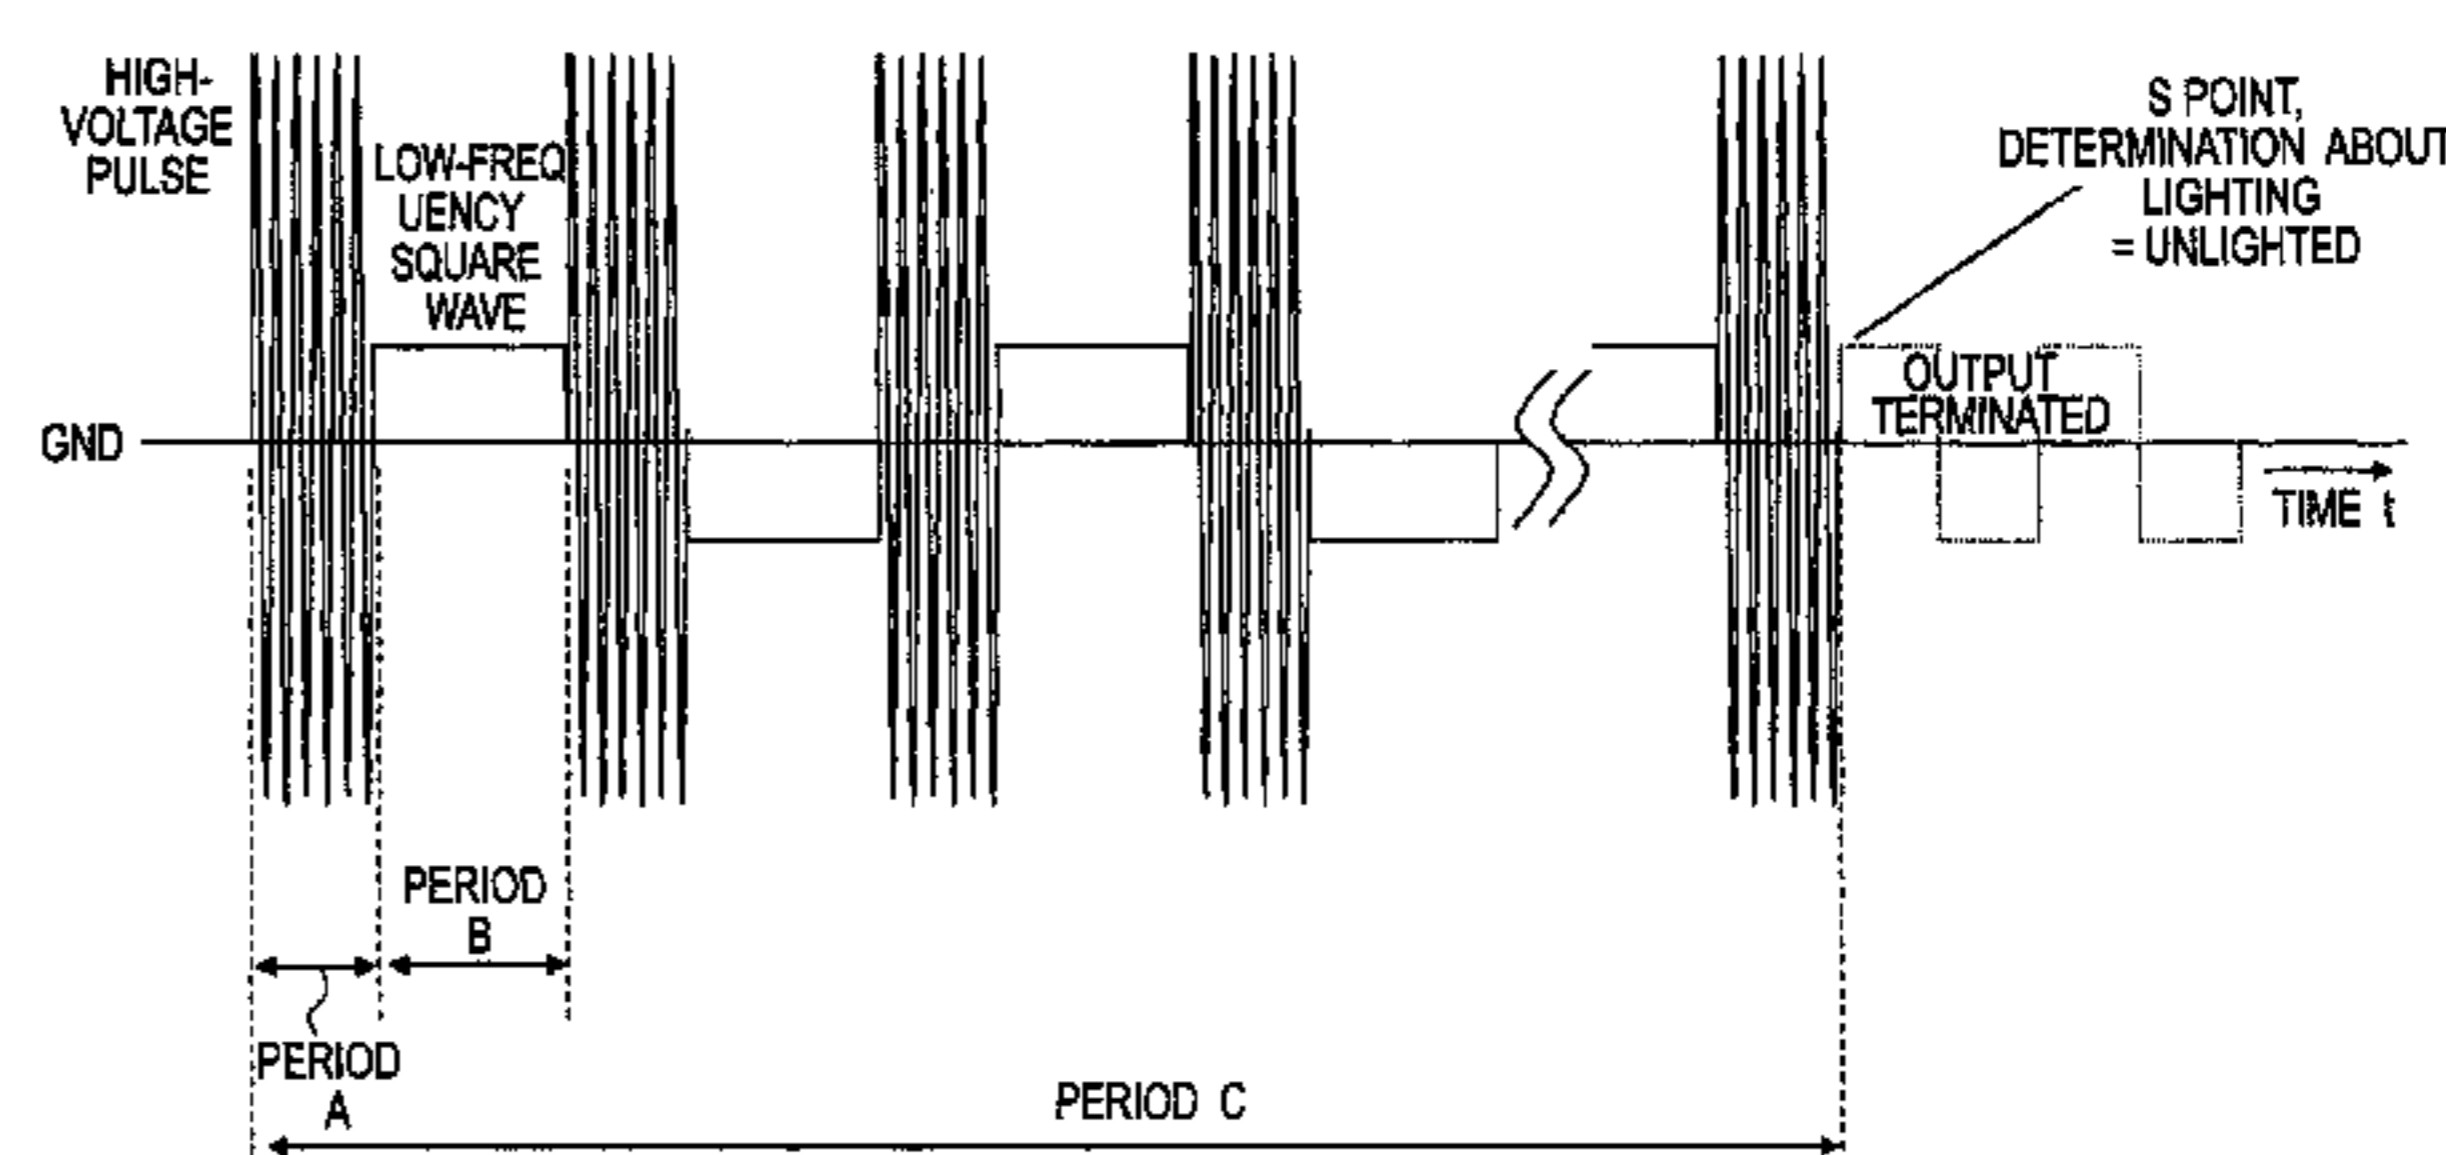 HIGH-
VOLTAGE
PULSE
LOW-FREQ
UENCY
SQUARE
WAVE
S POINT,
DETERMINATION ABOUT
LIGHTING
= UNLIGHTED
OUTPUT
TERMINATED
GND
TIME t
PERIOD
B
PERIOD
A
PERIOD C